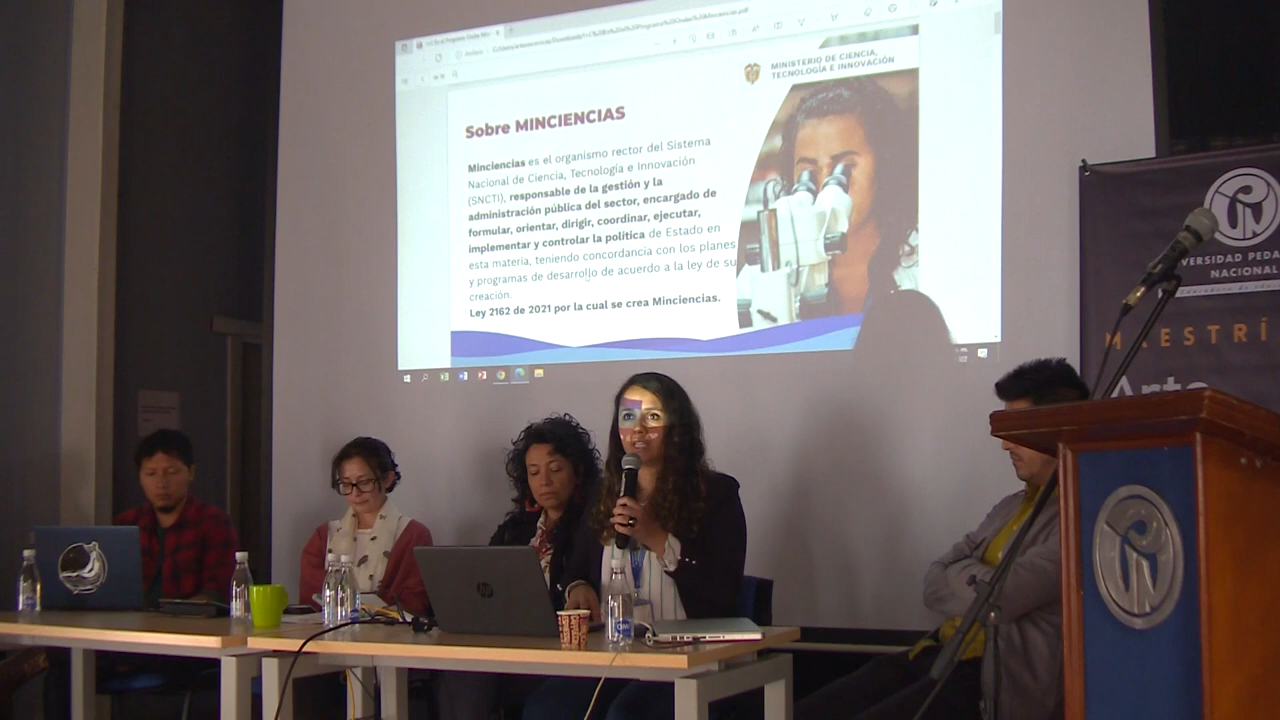 MINISTERIO DE CIENCIA,
TECNOLOGÍA E INNOVACIÓN
Sobre MINCIENCIAS
Minciencias es el organismo rector del Sistema
Nacional de Ciencia, Tecnología e Innovación
(SNCTI), responsable de la gestión y la
administración pública del sector, encargado de
formular, orientar, dirigir, coordinar, ejecutar,
implementar y controlar la política de Estado en
esta materia, teniendo concordancia con los planes
y programas de desarrollo de acuerdo a la ley de su
creación.
Ley 2162 de 2021 por la cual se crea Minciencias.
VERSIDAD PEDA
NACIONAL
MAESTRÍ
Arte
hp